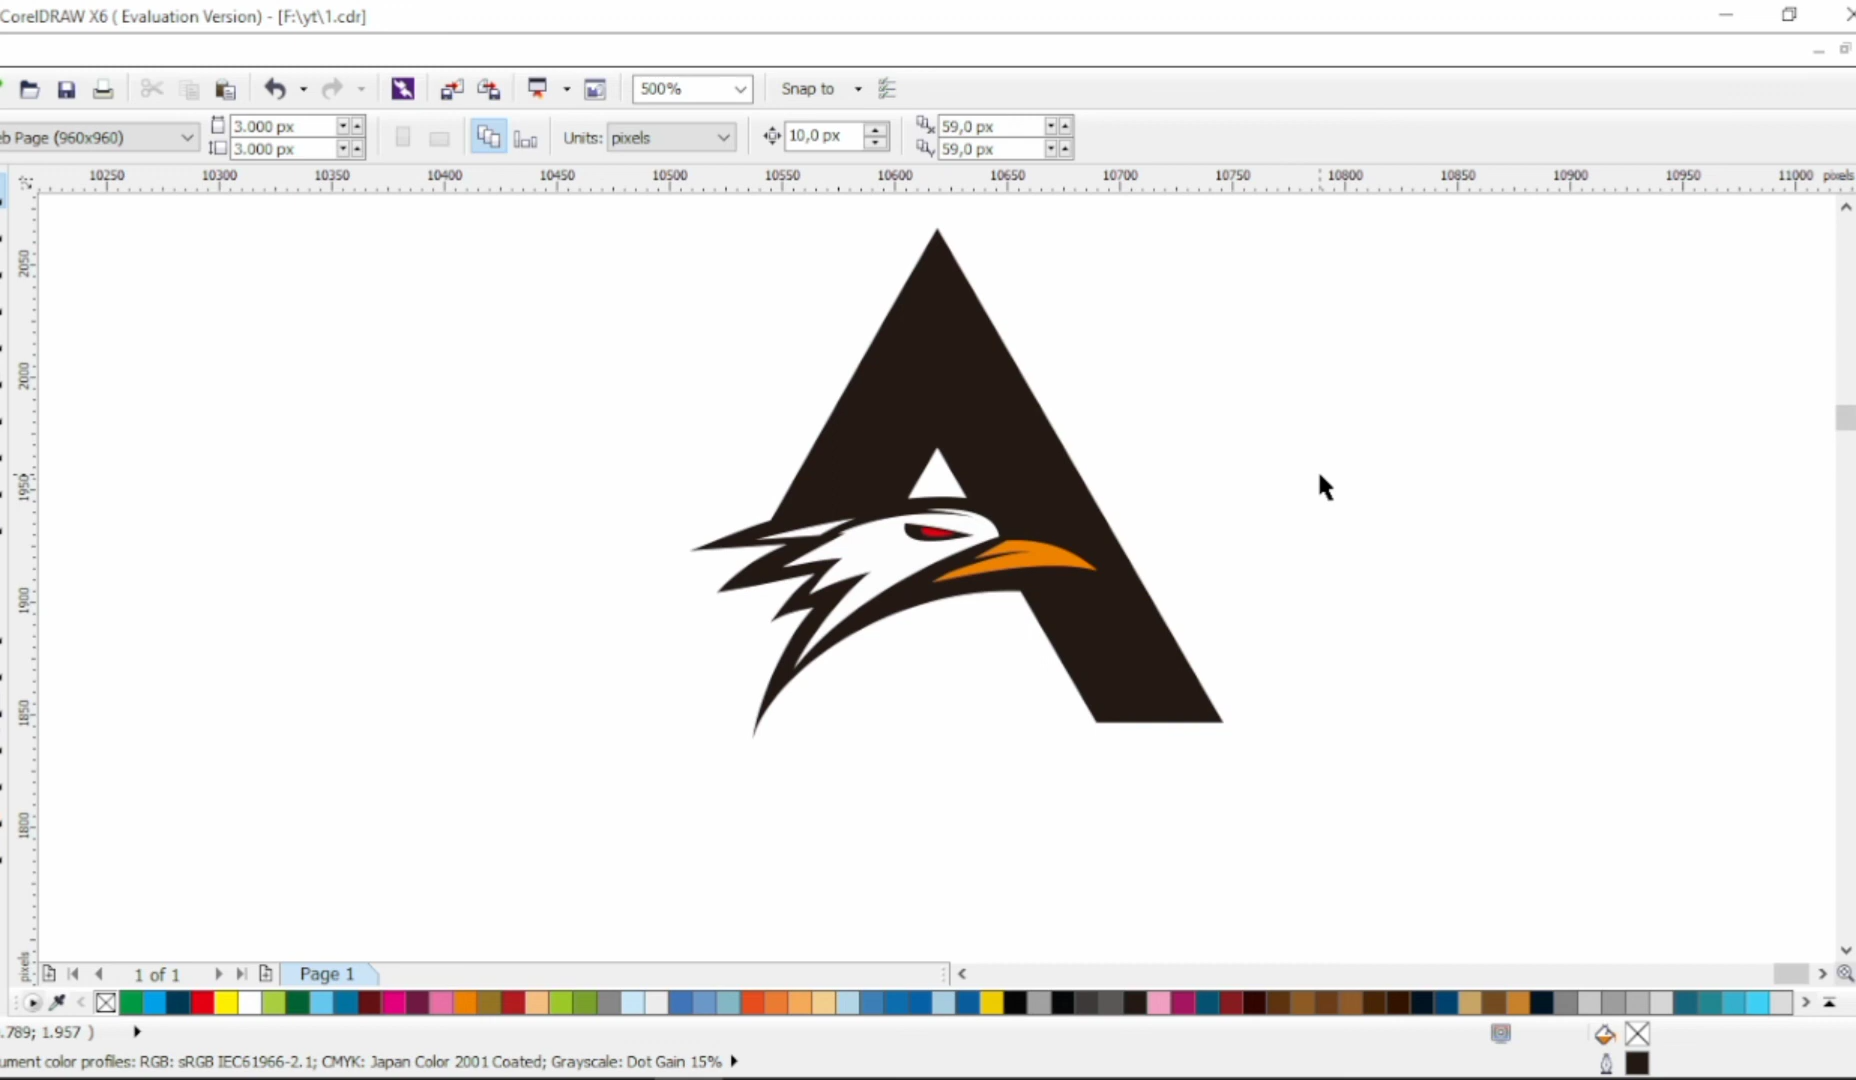 CorelDRAW X6 ( Evaluation Version) - [F:\yt\1.cdr]
500%
Snap to
b Page (960x960)
3.000 px
3.000 px
Units: pixels
10,0 px
59,0 px
59,0 px
10250 10300 10350 10400 10450 10500 10550 10600 10650 10700 10750 10800 10850 10900 10950 11000 pixels
2050
2000
1950
1900
1850
1800
pixels
A
1 of 1
Page 1
.789; 1.957 )
ument color profiles: RGB: sRGB IEC61966-2.1; CMYK: Japan Color 2001 Coated; Grayscale: Dot Gain 15%